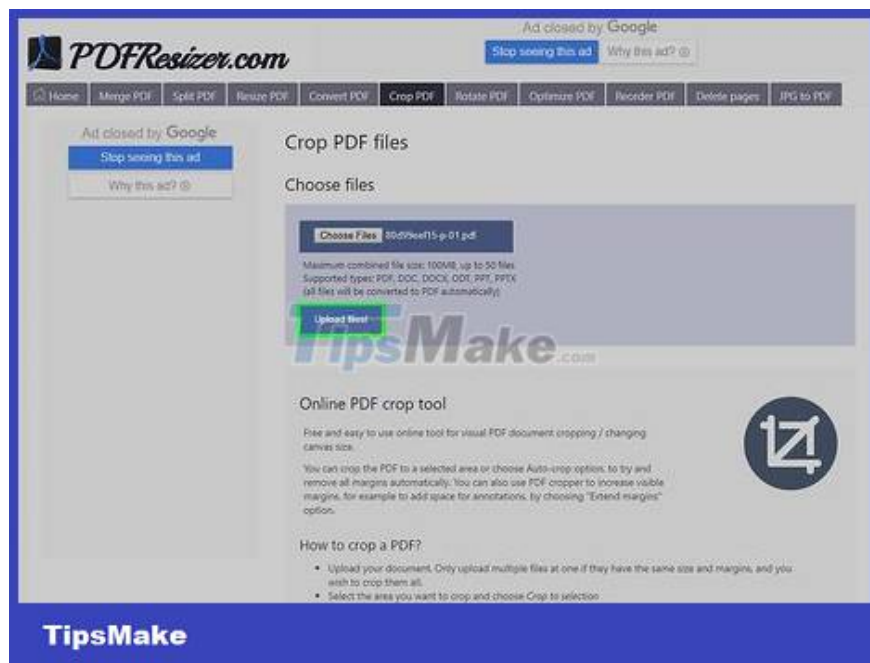 Ad closed by Google
Stop seeing this ad Why this ad?
PDFResizer.com
Home Merge PDF Split PDF Resize PDF Convert PDF Crop PDF Rotate PDF Optimize PDF Reorder PDF Delete pages JPG to PDF
Ad closed by Google
Stop seeing this ad
Why this ad?
Crop PDF files
Choose files
Choose Files 80d99eef15-p-01.pdf
Maximum combined file size: 100MB, up to 50 files
Supported types: PDF, DOC, DOCX, ODT, PPT, PPTX
(all files will be converted to PDF automatically)
Upload files!
TipsMake.com
Online PDF crop tool
Free and easy to use online tool for visual PDF document cropping / changing
canvas size.
You can crop the PDF to a selected area or choose Auto-crop option, to try and
remove all margins automatically. You can also use PDF cropper to increase visible
margins, for example to add space for annotations, by choosing "Extend margins"
option.
How to crop a PDF?
• Upload your document. Only upload multiple files at one if they have the same size and margins, and you
wish to crop them all.
• Select the area you want to crop and choose Crop to selection
TipsMake